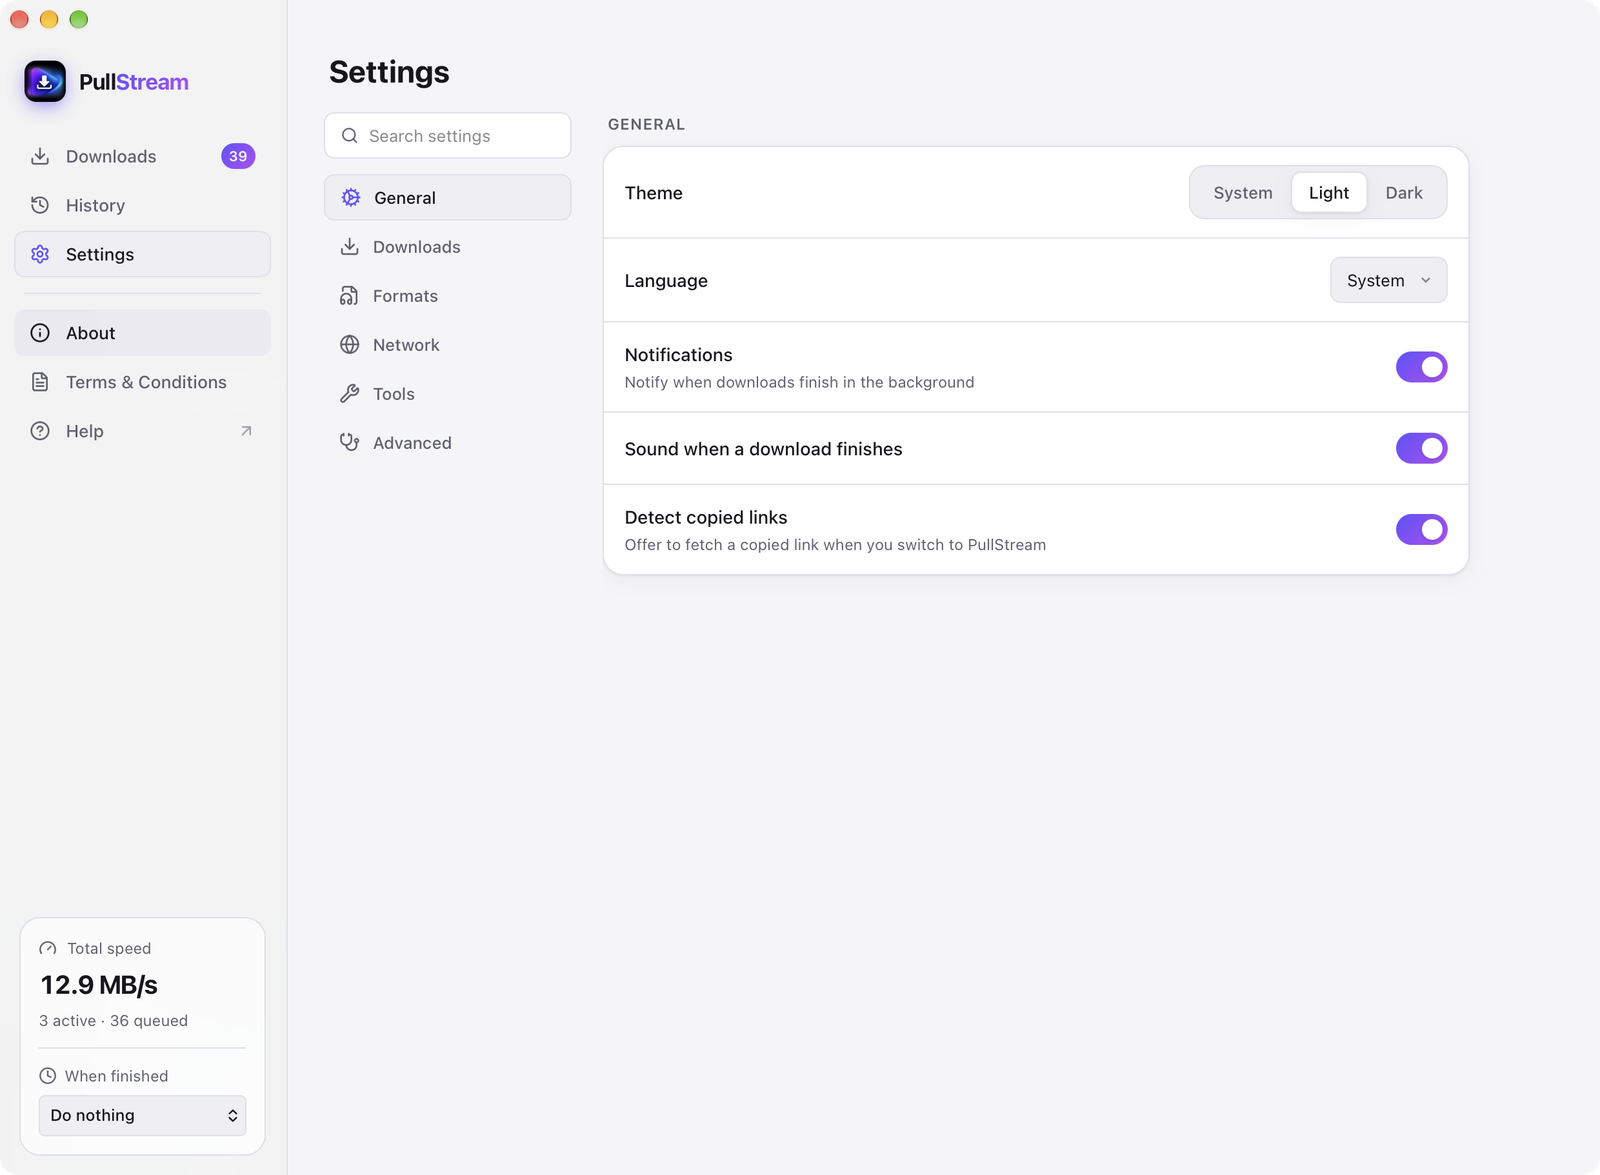 PullStream
Downloads 39
History
Settings
About
Terms & Conditions
Help
Total speed
12.9 MB/s
3 active · 36 queued
When finished
Do nothing
Settings
Search settings
General
Downloads
Formats
Network
Tools
Advanced
GENERAL
Theme System Light Dark
Language System
Notifications
Notify when downloads finish in the background
Sound when a download finishes
Detect copied links
Offer to fetch a copied link when you switch to PullStream